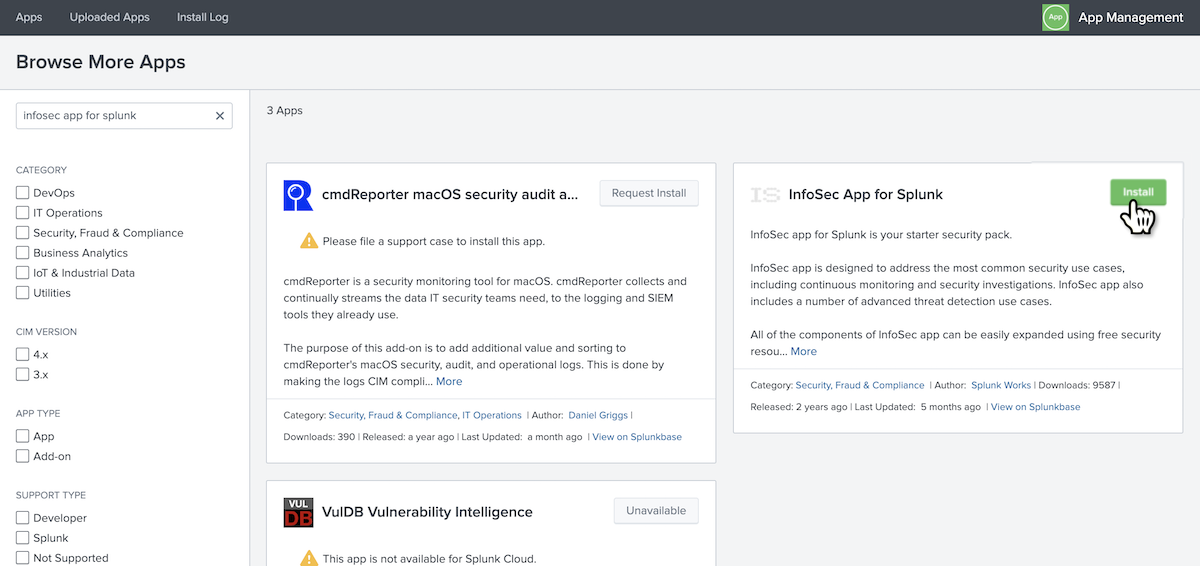 Apps
Uploaded Apps
Install Log
App
App Management
Browse More Apps
infosec app for splunk
CATEGORY
DevOps
IT Operations
Security, Fraud & Compliance
Business Analytics
IoT & Industrial Data
Utilities
CIM VERSION
4.x
3.x
APP TYPE
App
Add-on
SUPPORT TYPE
Developer
Splunk
Not Supported
3 Apps
R
cmdReporter macOS security audit a...
Request Install
Please file a support case to install this app.
cmdReporter is a security monitoring tool for macOS. cmdReporter collects and
continually streams the data IT security teams need, to the logging and SIEM
tools they already use.
The purpose of this add-on is to add additional value and sorting to
cmdReporter's macOS security, audit, and operational logs. This is done by
making the logs CIM compli... More
Category: Security, Fraud & Compliance, IT Operations | Author: Daniel Griggs |
Downloads: 390 | Released: a year ago | Last Updated: a month ago | View on Splunkbase
IS
InfoSec App for Splunk
Install
InfoSec app for Splunk is your starter security pack.
InfoSec app is designed to address the most common security use cases,
including continuous monitoring and security investigations. InfoSec app also
includes a number of advanced threat detection use cases.
All of the components of InfoSec app can be easily expanded using free security
resou... More
Category: Security, Fraud & Compliance | Author: Splunk Works | Downloads: 9587 |
Released: 2 years ago | Last Updated: 5 months ago | View on Splunkbase
VUL
DB
VulDB Vulnerability Intelligence
Unavailable
This app is not available for Splunk Cloud.